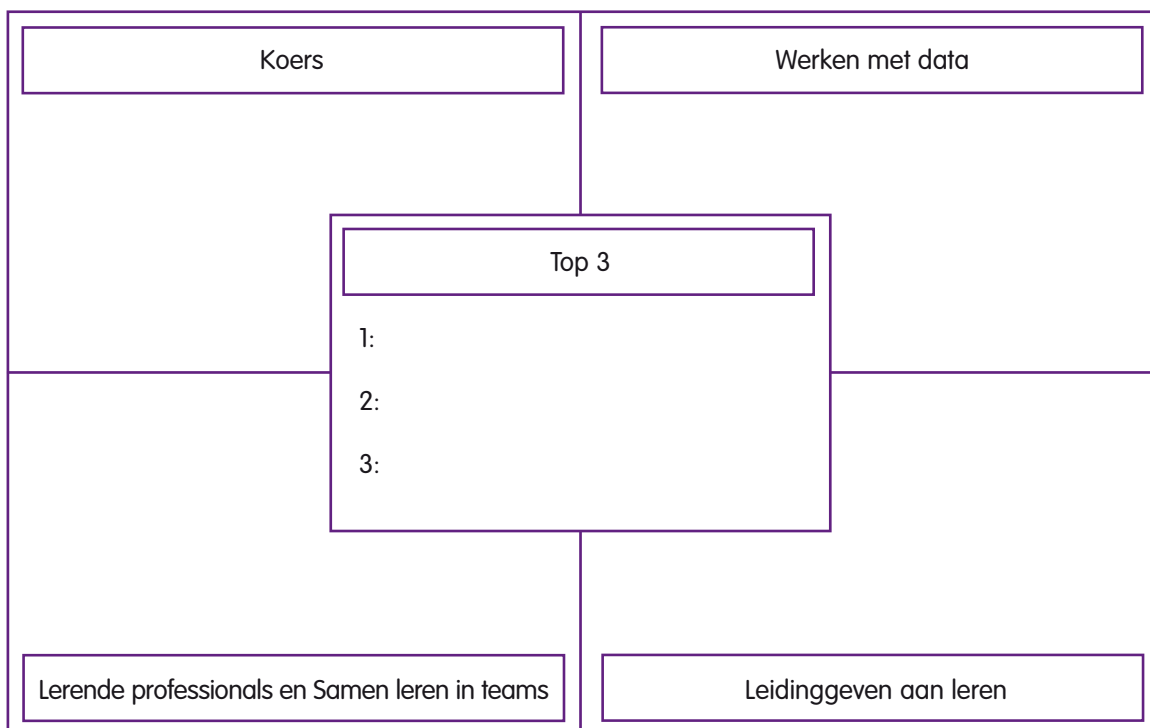 Koers
Werken met data
Top 3
1:
2:
3:
Lerende professionals en Samen leren in teams
Leidinggeven aan leren